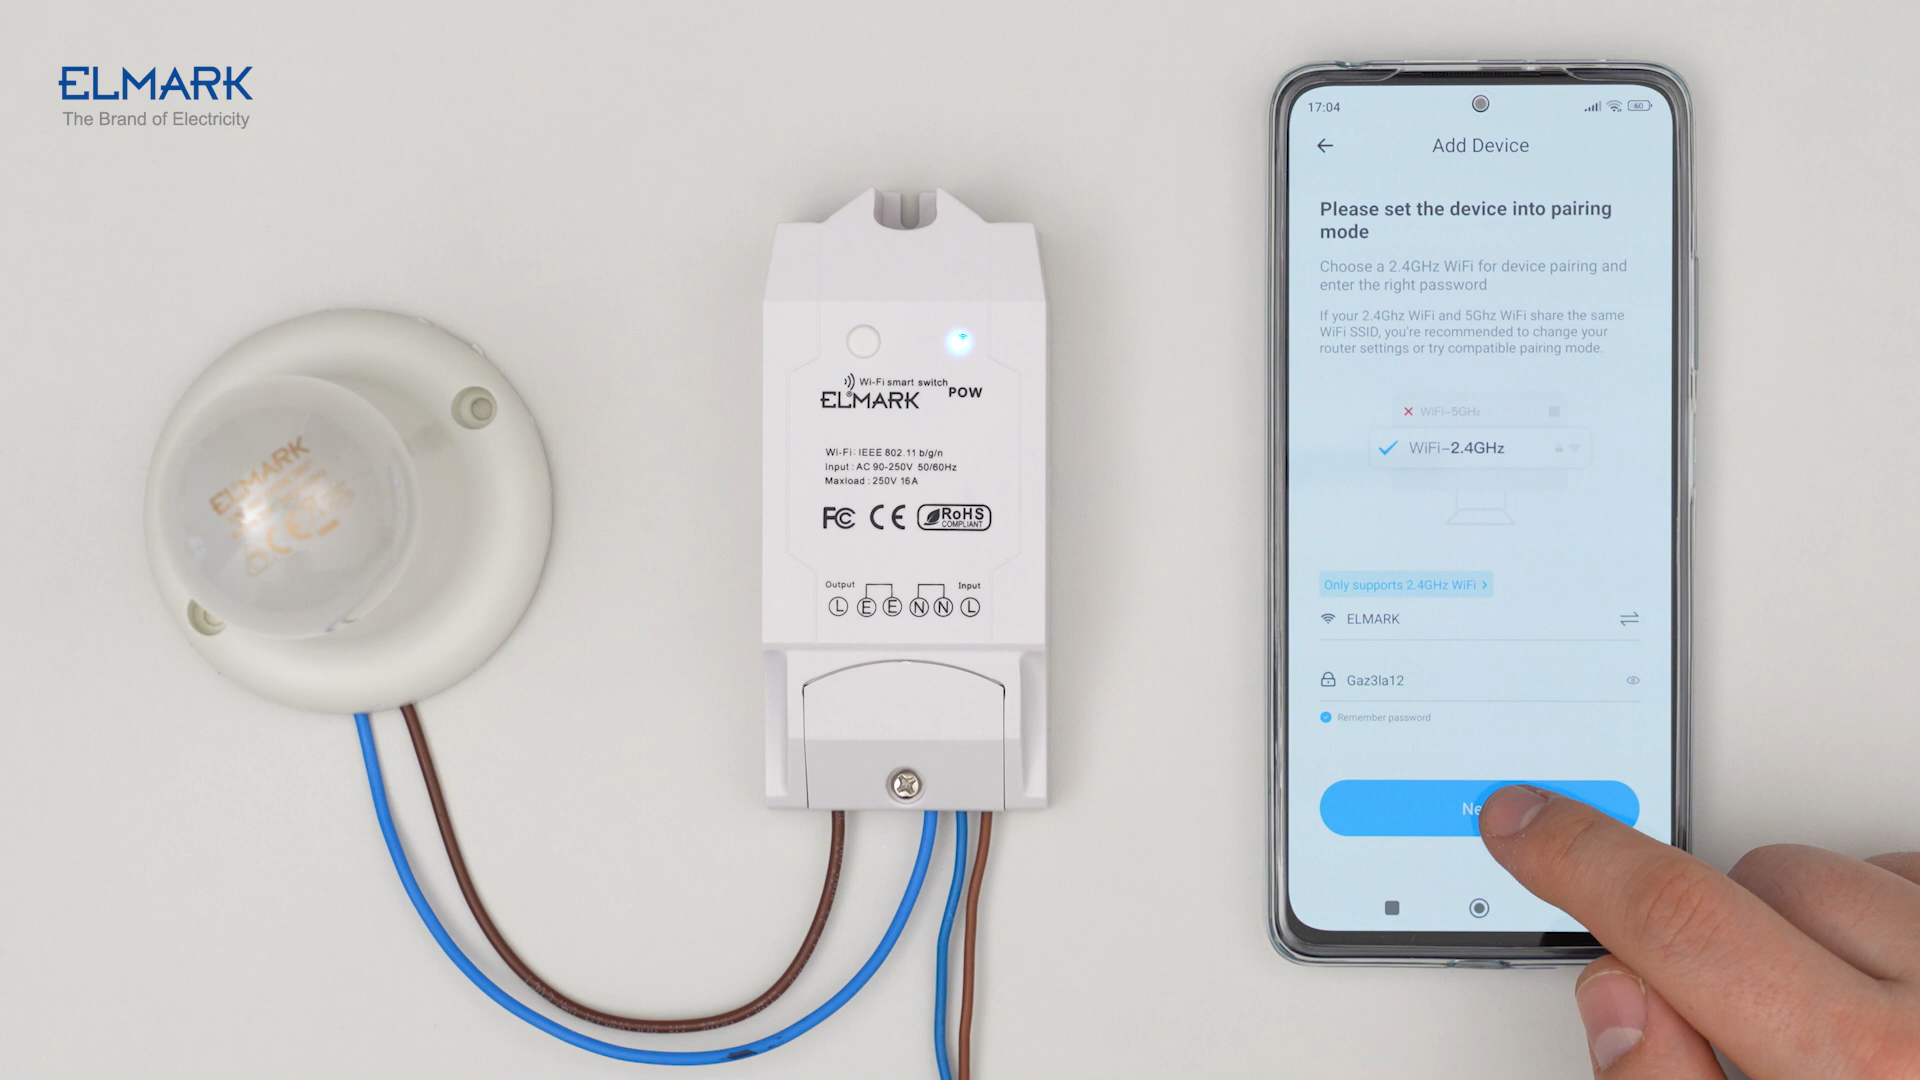 ELMARK
The Brand of Electricity
ELMARK
Wi-Fi smart switch
ELMARK POW
Wi-Fi: IEEE 802.11 b/g/n
Input : AC 90-250V 50/60Hz
Maxload : 250V 16A
FC CE RoHS
COMPLIANT
Output Input
L E E N N L
17:04 60
Add Device
Please set the device into pairing
mode
Choose a 2.4GHz WiFi for device pairing and
enter the right password
If your 2.4Ghz WiFi and 5Ghz WiFi share the same
WiFi SSID, you're recommended to change your
router settings or try compatible pairing mode.
WiFi-5GHz
WiFi-2.4GHz
Only supports 2.4GHz WiFi >
ELMARK
Gaz3la12
Remember password